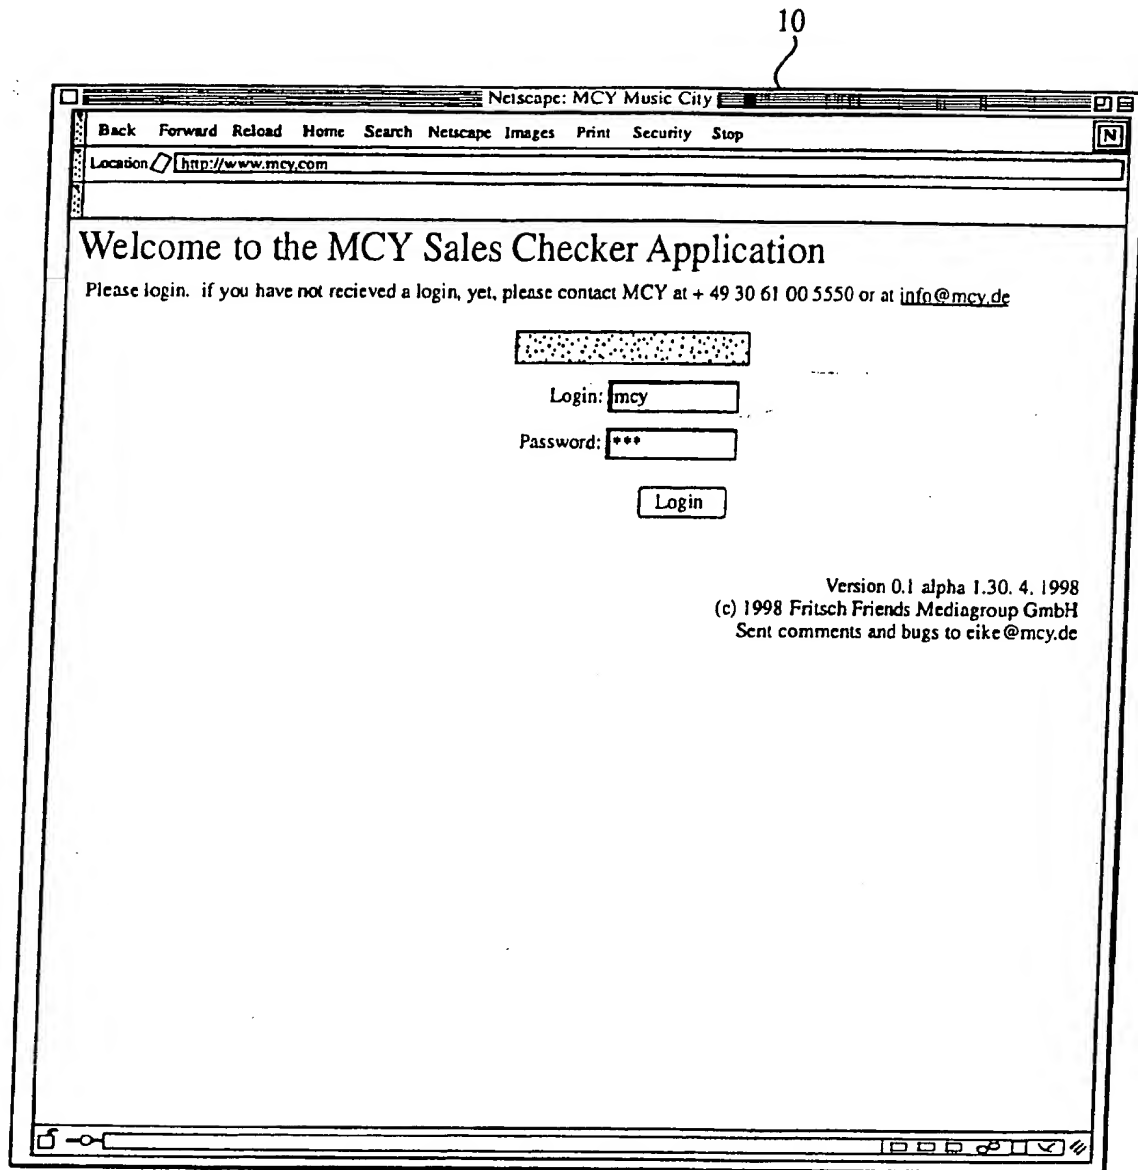 10
Netscape: MCY Music City
Back Forward Reload Home Search Netscape Images Print Security Stop
N
Location http://www.mcy.com
Welcome to the MCY Sales Checker Application
Please login. if you have not recieved a login, yet, please contact MCY at + 49 30 61 00 5550 or at info@mcy.de
Login: mcy
Password: ***
Login
Version 0.1 alpha 1.30. 4. 1998
(c) 1998 Fritsch Friends Mediagroup GmbH
Sent comments and bugs to eike@mcy.de